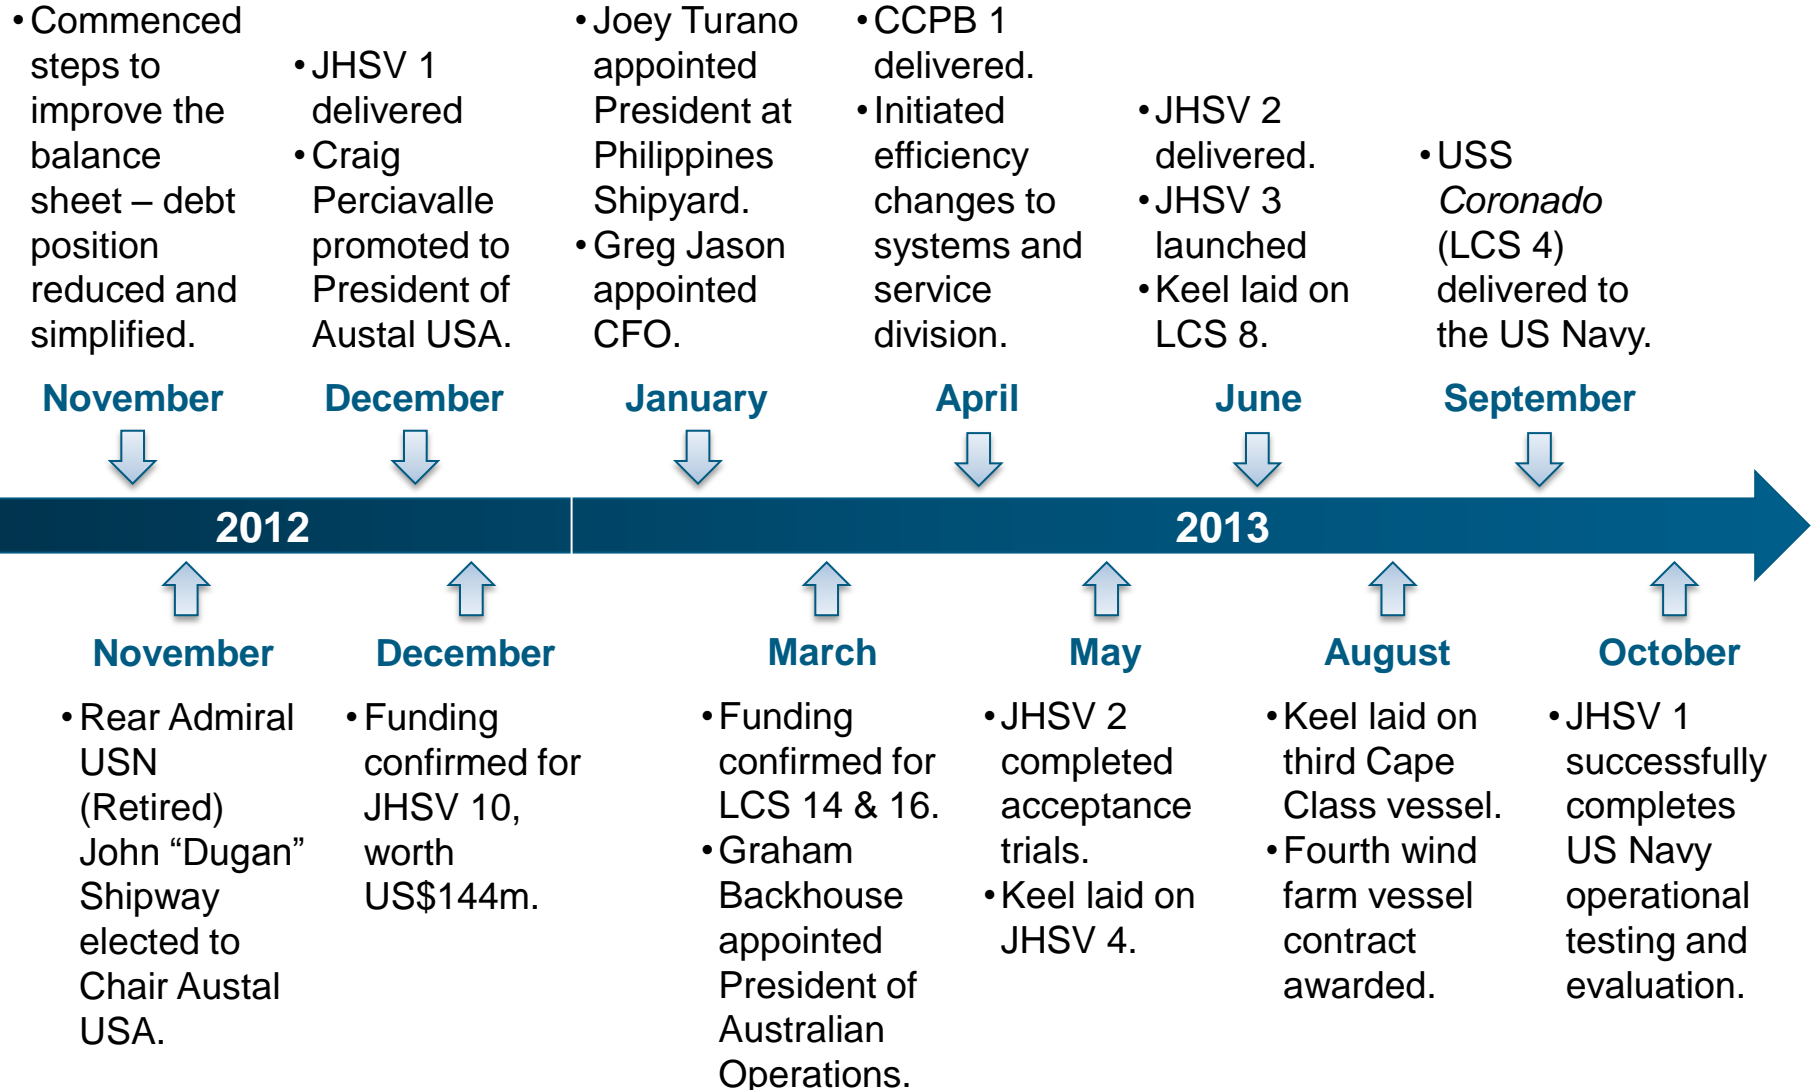 •Commenced
steps to
improve the
balance
sheet – debt
position
reduced and
simplified.
•JHSV 1
delivered
•Craig
Perciavalle
promoted to
President of
Austal USA.
•Joey Turano
appointed
President at
Philippines
Shipyard.
•Greg Jason
appointed
CFO.
•CCPB 1
delivered.
•Initiated
efficiency
changes to
systems and
service
division.
•JHSV 2
delivered.
•JHSV 3
launched
•Keel laid on
LCS 8.
•USS
Coronado
(LCS 4)
delivered to
the US Navy.
November
December
January
April
June
September
2012
2013
November
December
March
May
August
October
•Rear Admiral
USN
(Retired)
John “Dugan”
Shipway
elected to
Chair Austal
USA.
•Funding
confirmed for
JHSV 10,
worth
US$144m.
•Funding
confirmed for
LCS 14 & 16.
•Graham
Backhouse
appointed
President of
Australian
Operations.
•JHSV 2
completed
acceptance
trials.
•Keel laid on
JHSV 4.
•Keel laid on
third Cape
Class vessel.
•Fourth wind
farm vessel
contract
awarded.
•JHSV 1
successfully
completes
US Navy
operational
testing and
evaluation.